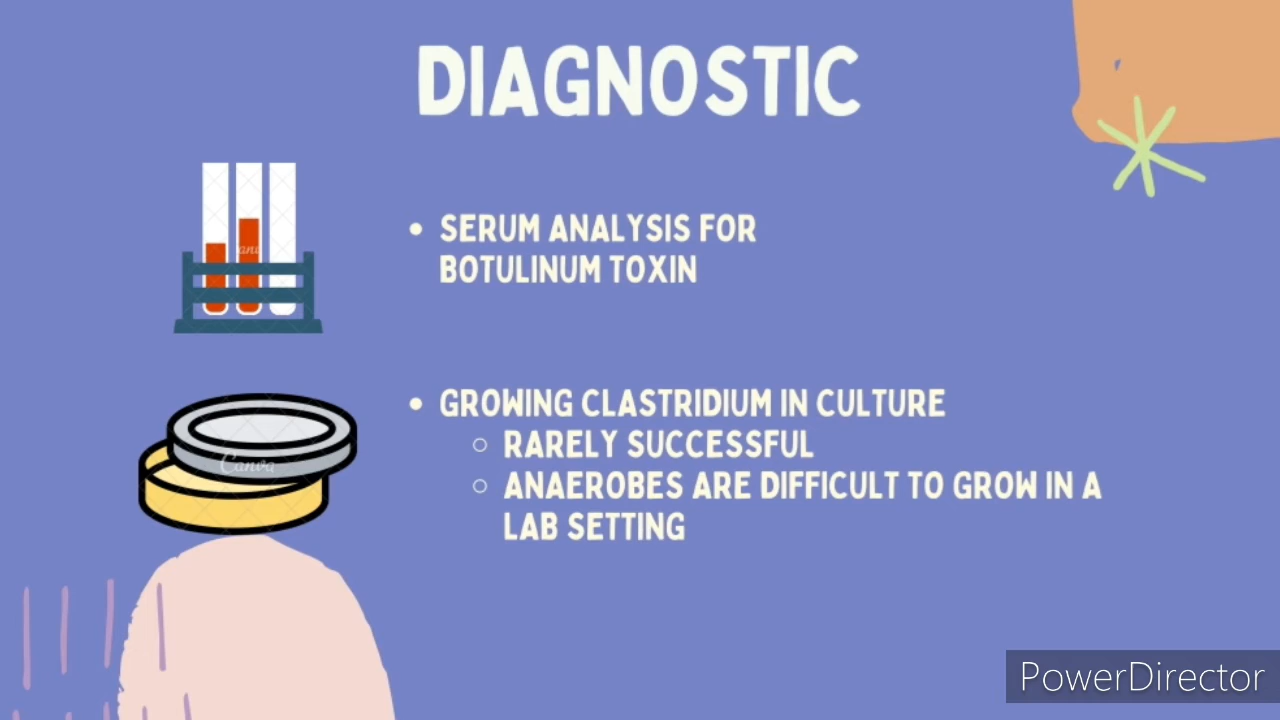 DIAGNOSTIC
• SERUM ANALYSIS FOR
BOTULINUM TOXIN
• GROWING CLASTRIDIUM IN CULTURE
○ RARELY SUCCESSFUL
○ ANAEROBES ARE DIFFICULT TO GROW IN A
LAB SETTING
Canva
PowerDirector